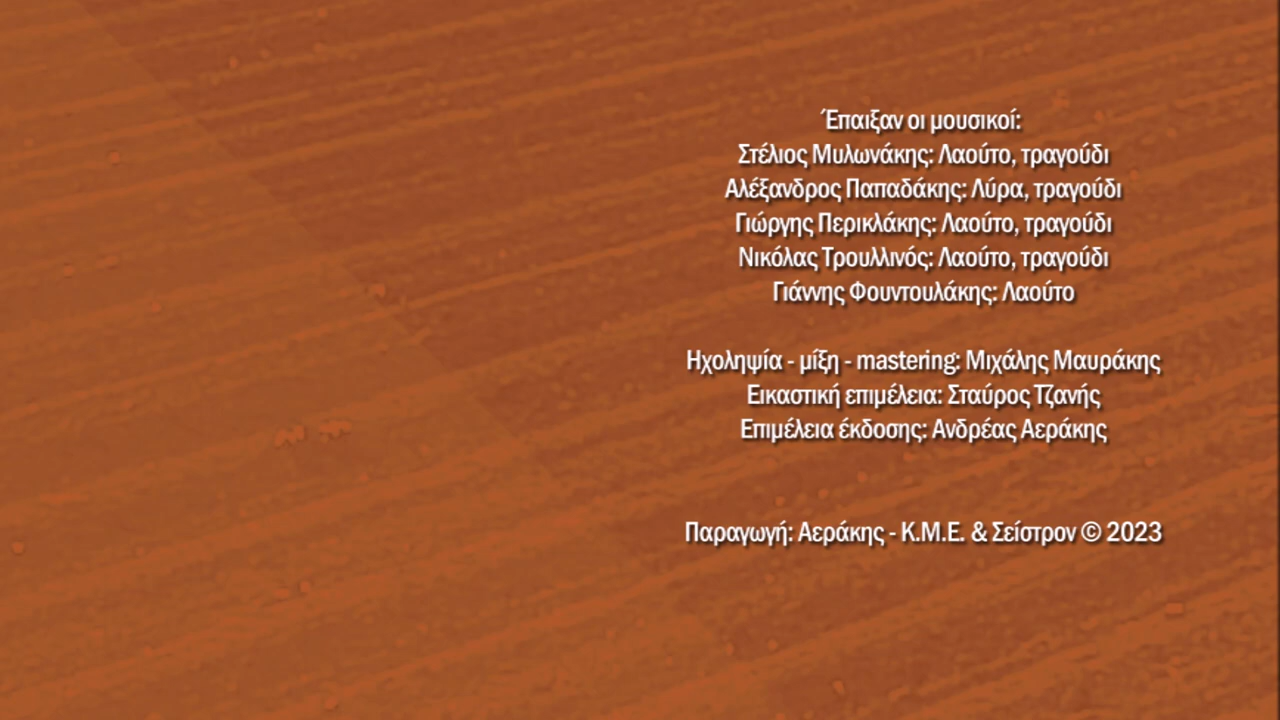 Έπαιξαν οι μουσικοί:
Στέλιος Μυλωνάκης: Λαούτο, τραγούδι
Αλέξανδρος Παπαδάκης: Λύρα, τραγούδι
Γιώργης Περικλάκης: Λαούτο, τραγούδι
Νικόλας Τρουλλινός: Λαούτο, τραγούδι
Γιάννης Φουντουλάκης: Λαούτο
Ηχοληψία - μίξη - mastering: Μιχάλης Μαυράκης
Εικαστική επιμέλεια: Σταύρος Τζανής
Επιμέλεια έκδοσης: Ανδρέας Αεράκης
Παραγωγή: Αεράκης - Κ.Μ.Ε. & Σείστρον © 2023